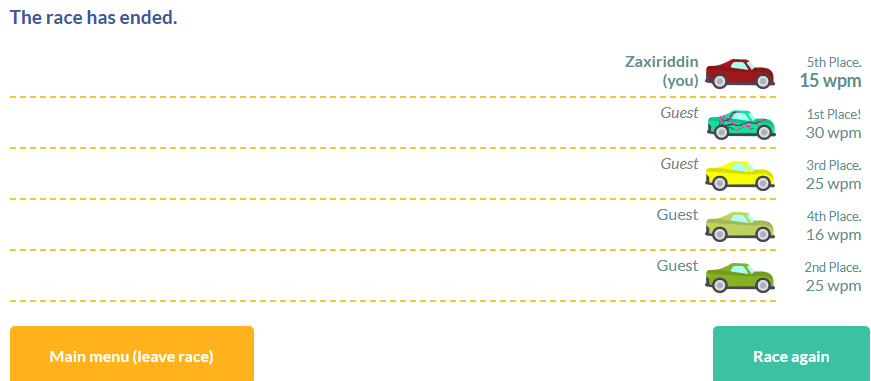 The race has ended.
Zaxiriddin
(you)
5th Place.
15 wpm
Guest
1st Place!
30 wpm
Guest
3rd Place.
25 wpm
Guest
4th Place.
16 wpm
Guest
2nd Place.
25 wpm
Main menu (leave race)
Race again